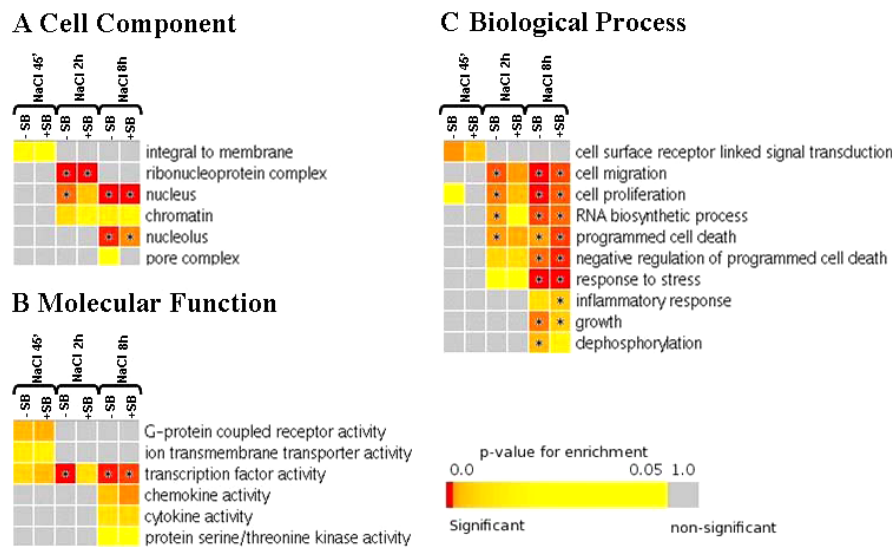 A Cell Component
NaCl 45'
NaCl 2h
NaCl 8h
- SB
+SB
- SB
+SB
-SB
+SB
integral to membrane
ribonucleoprotein complex
nucleus
chromatin
nucleolus
pore complex
B Molecular Function
NaCl 45'
NaCl 2h
NaCl 8h
- SB
+SB
- SB
+SB
-SB
+SB
G-protein coupled receptor activity
ion transmembrane transporter activity
transcription factor activity
chemokine activity
cytokine activity
protein serine/threonine kinase activity
C Biological Process
NaCl 45'
NaCl 2h
NaCl 8h
- SB
+SB
- SB
+SB
-SB
+SB
cell surface receptor linked signal transduction
cell migration
cell proliferation
RNA biosynthetic process
programmed cell death
negative regulation of programmed cell death
response to stress
inflammatory response
growth
dephosphorylation
p-value for enrichment
0.0 0.05 1.0
Significant non-significant